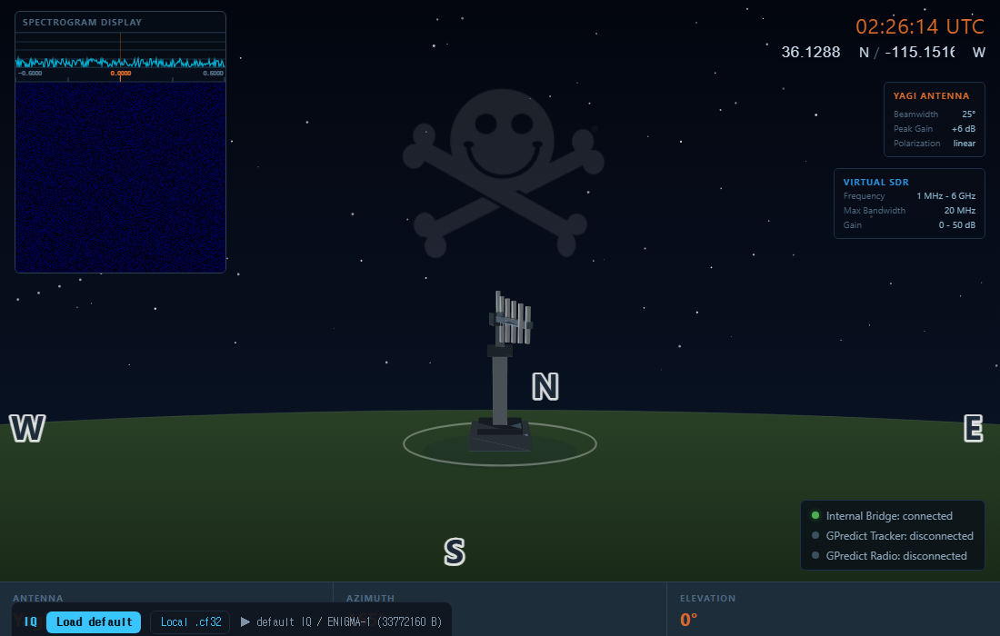 SPECTROGRAM DISPLAY
-0.5000 0.0000 0.5000
02:26:14 UTC
36.1288 N / -115.1516 W
YAGI ANTENNA
Beamwidth 25°
Peak Gain +6 dB
Polarization linear
VIRTUAL SDR
Frequency 1 MHz - 6 GHz
Max Bandwidth 20 MHz
Gain 0 - 50 dB
N
W
E
S
Internal Bridge: connected
GPredict Tracker: disconnected
GPredict Radio: disconnected
ANTENNA
AZIMUTH
ELEVATION
0°
IQ Load default Local .cf32 ▶ default IQ / ENIGMA-1 (33772160 B)